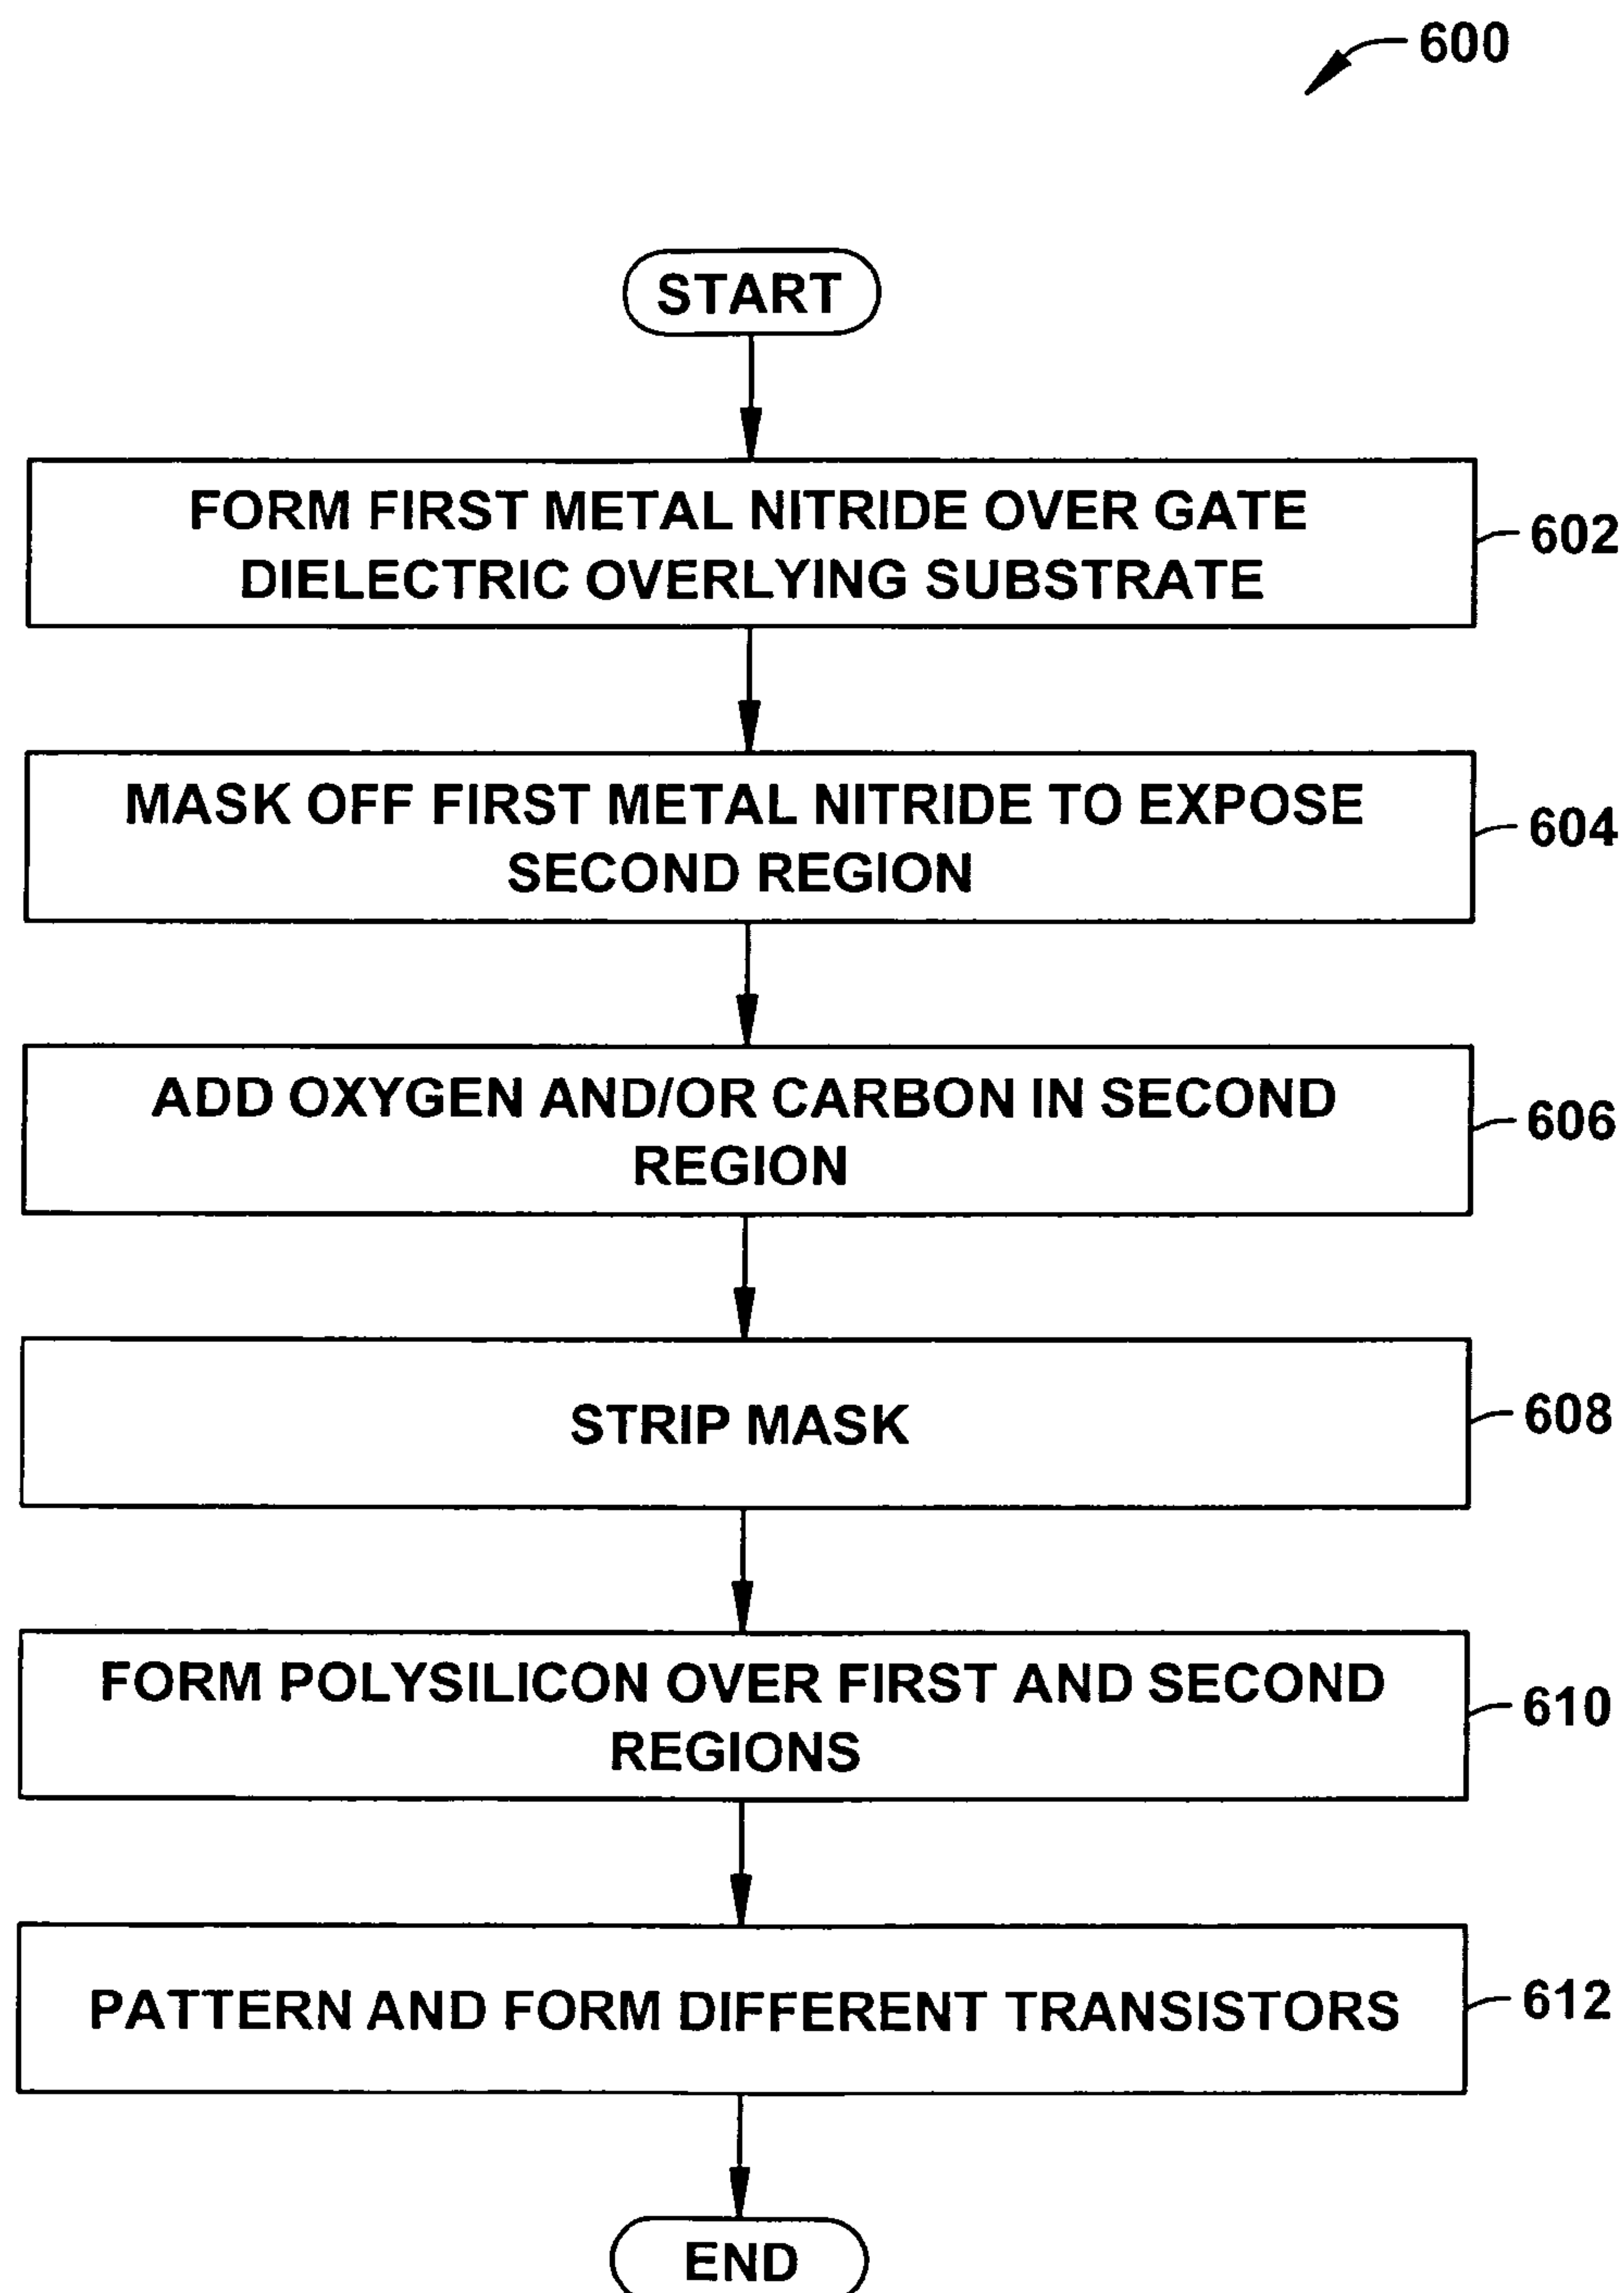 600
START
FORM FIRST METAL NITRIDE OVER GATE
DIELECTRIC OVERLYING SUBSTRATE
602
MASK OFF FIRST METAL NITRIDE TO EXPOSE
SECOND REGION
604
ADD OXYGEN AND/OR CARBON IN SECOND
REGION
606
STRIP MASK
608
FORM POLYSILICON OVER FIRST AND SECOND
REGIONS
610
PATTERN AND FORM DIFFERENT TRANSISTORS
612
END